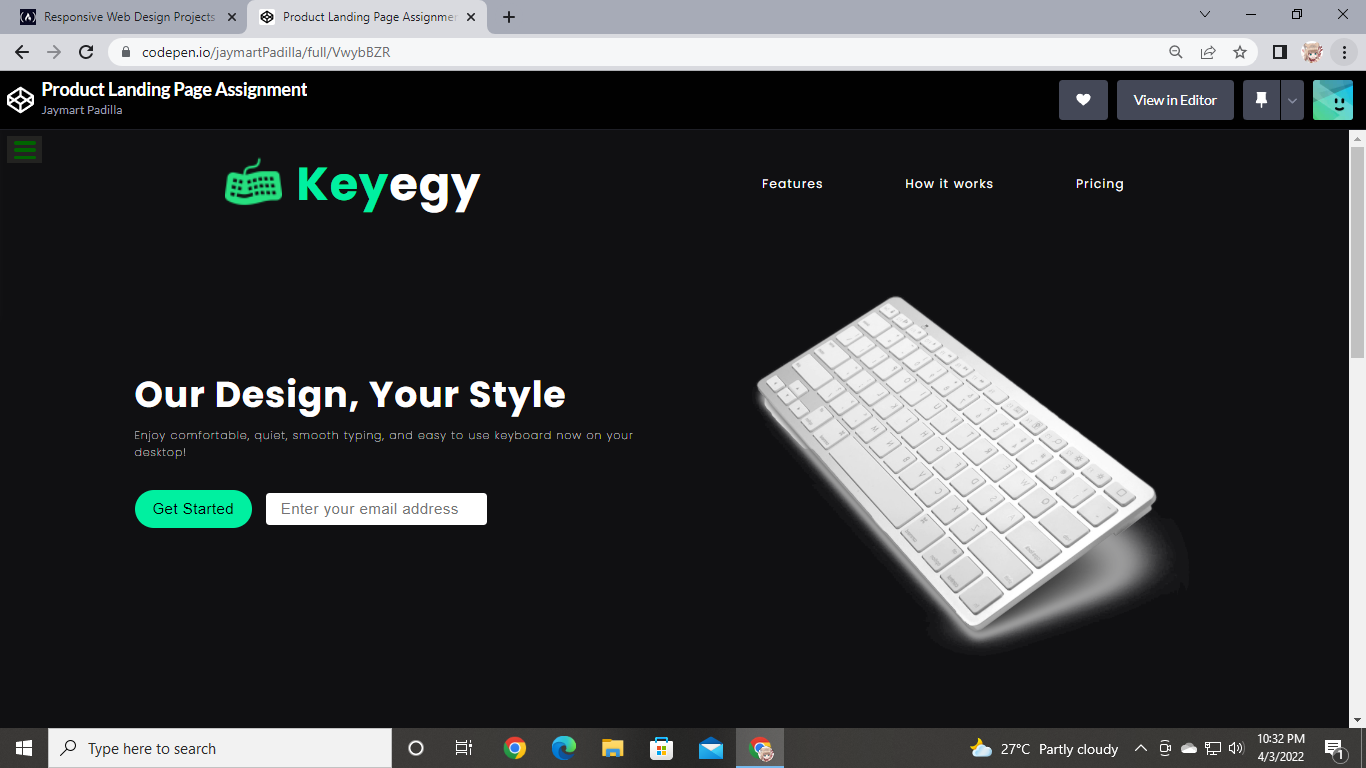 Responsive Web Design Projects
Product Landing Page Assignmen
codepen.io/jaymartPadilla/full/VwybBZR
Product Landing Page Assignment
Jaymart Padilla
View in Editor
Keyegy
Features
How it works
Pricing
Our Design, Your Style
Enjoy comfortable, quiet, smooth typing, and easy to use keyboard now on your
desktop!
Get Started
Enter your email address
Type here to search
27°C Partly cloudy
10:32 PM
4/3/2022
1